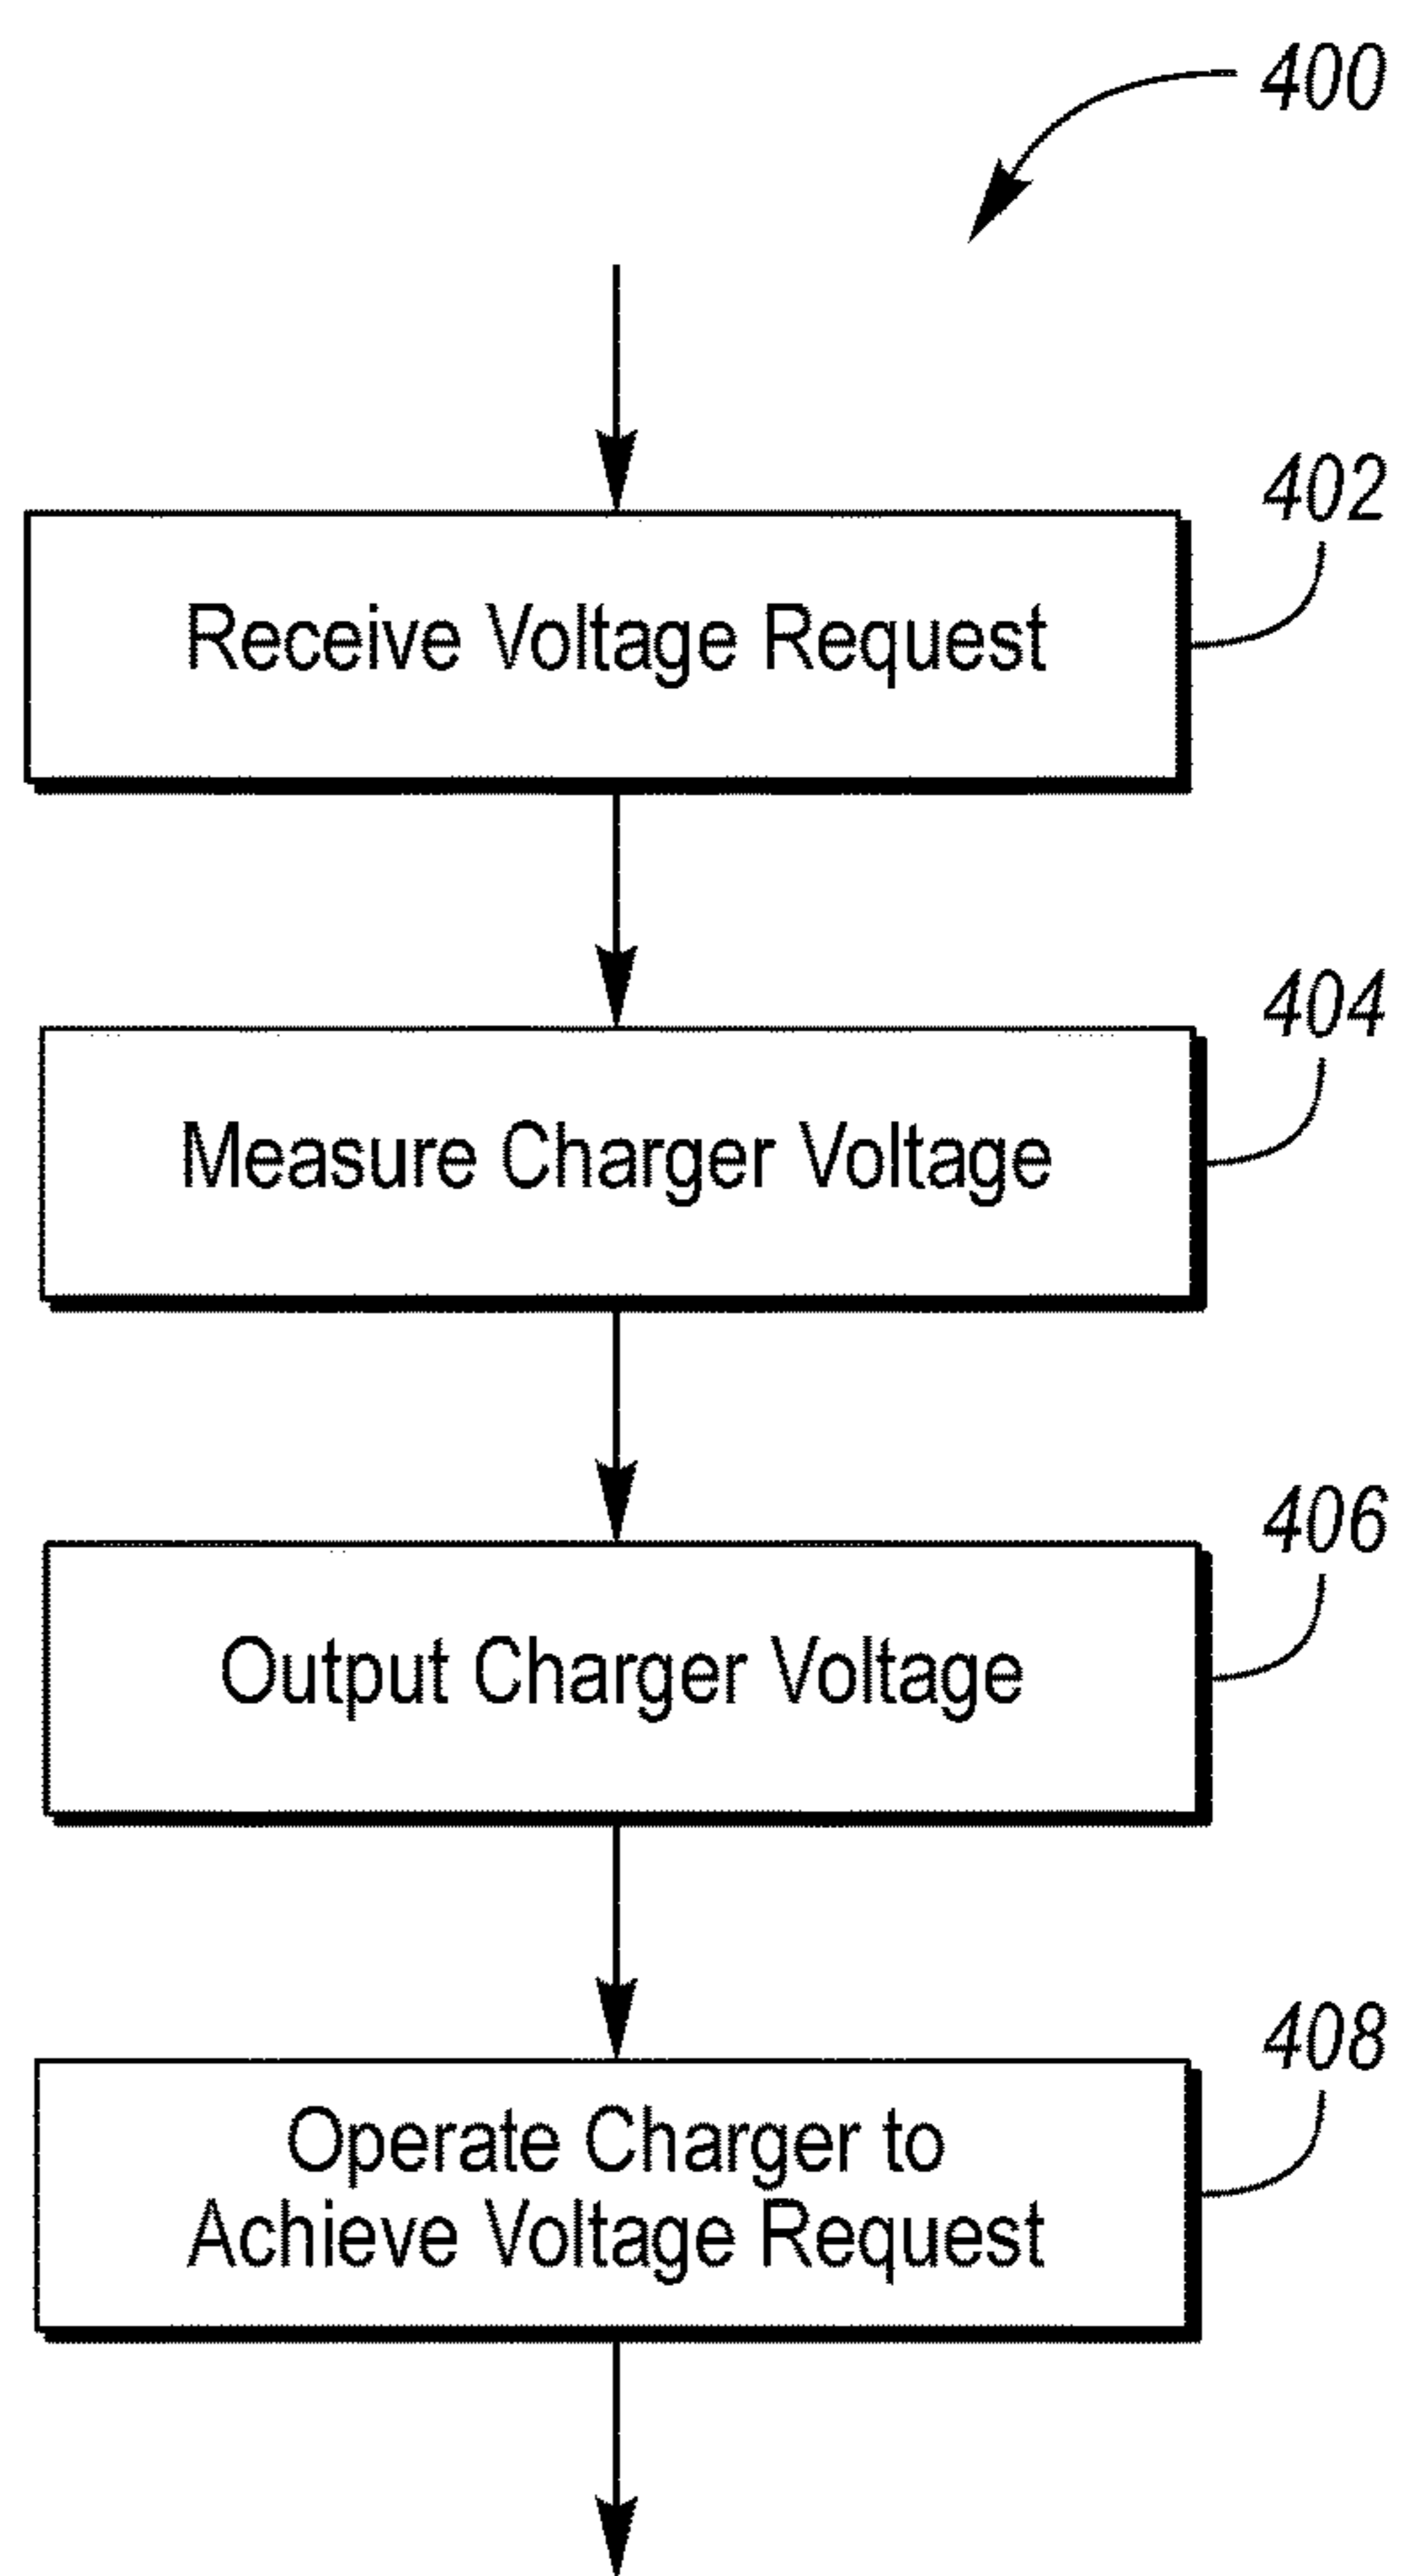 400
402
Receive Voltage Request
404
Measure Charger Voltage
406
Output Charger Voltage
408
Operate Charger to
Achieve Voltage Request